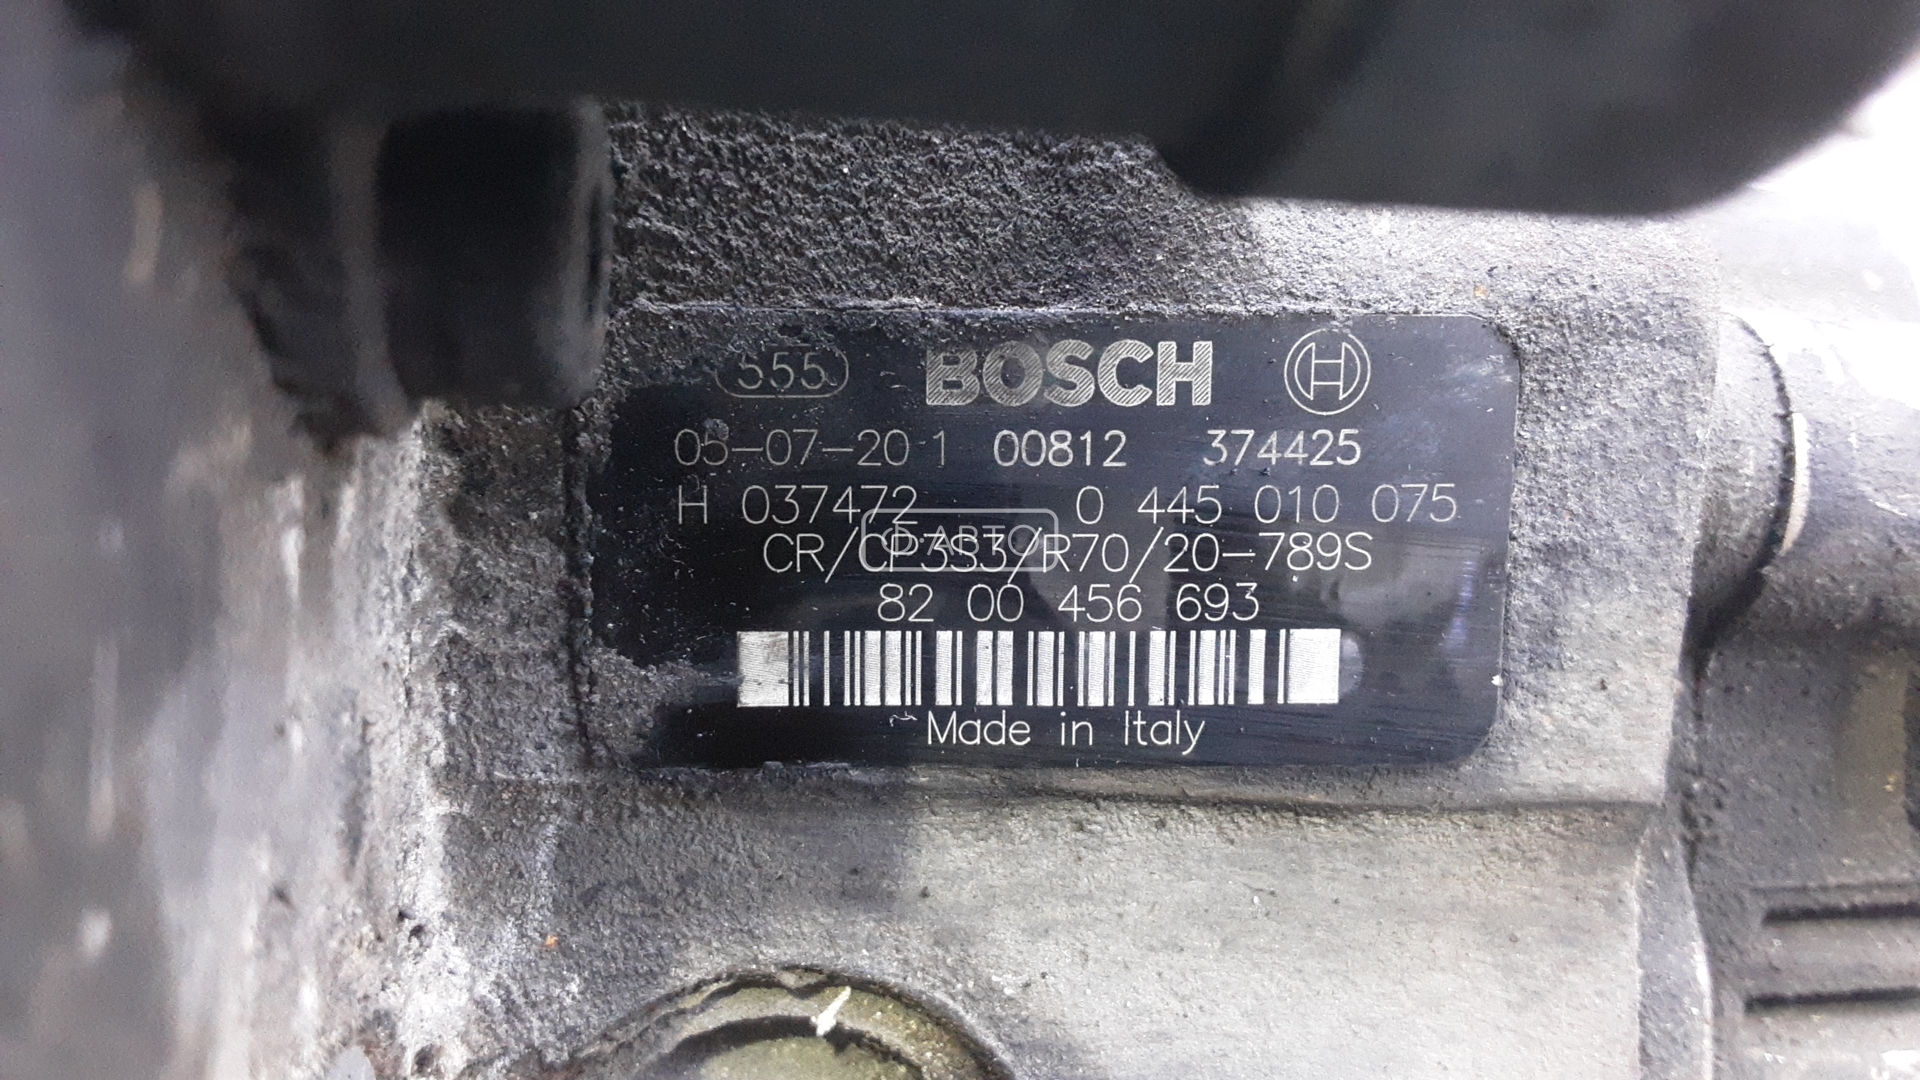 555 BOSCH
05-07-20 1 00812 374425
H 037472 0 445 010 075
Ф-АВТО
CR/CP3S3/R70/20-789S
82 00 456 693
Made in Italy